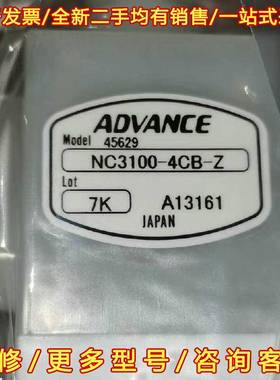 发票/全新二手均有销售/一站式
ADVANCE
Model 45629
NC3100-4CB-Z
Lot
7K A13161
JAPAN
修/更多型号/咨询客